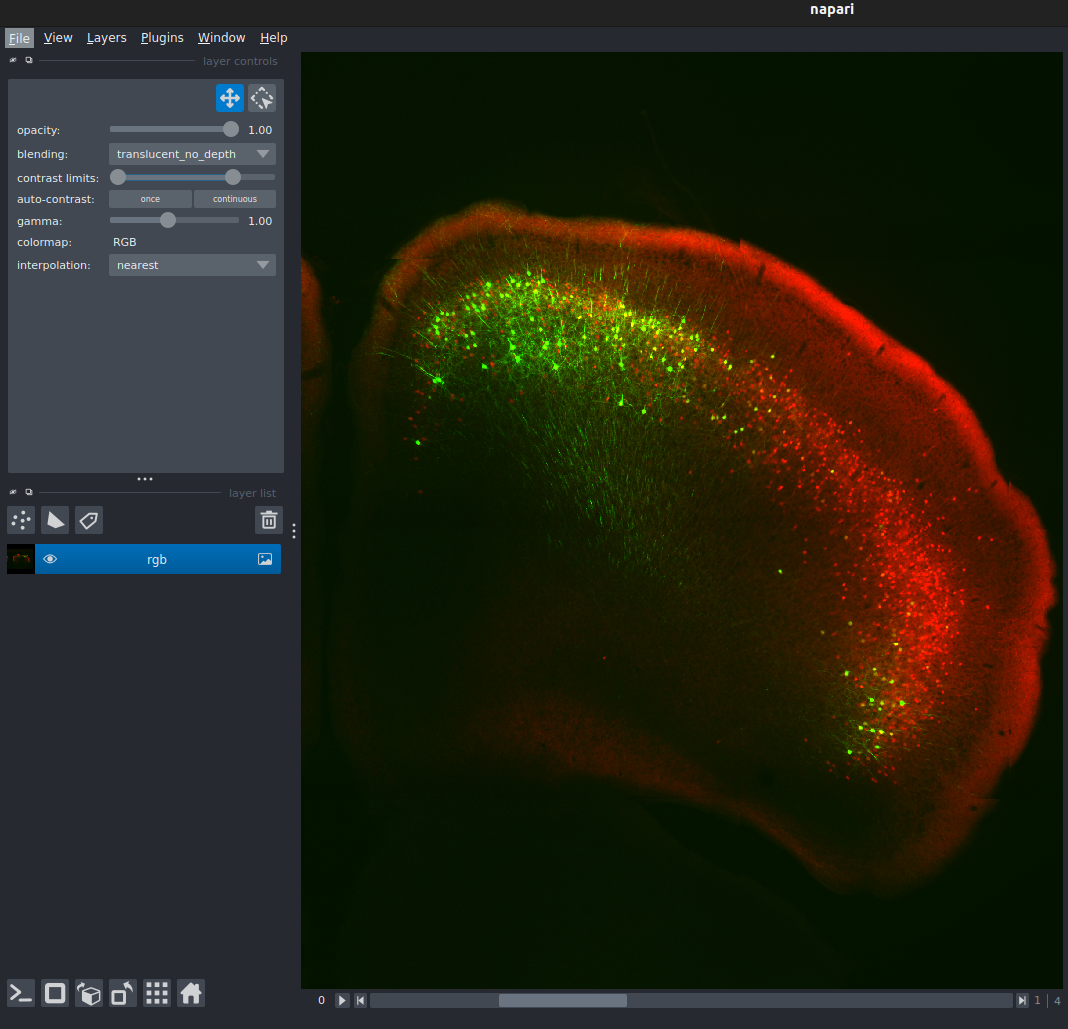 napari
File View Layers Plugins Window Help
layer controls
opacity: 1.00
blending: translucent_no_depth
contrast limits:
auto-contrast: once continuous
gamma: 1.00
colormap: RGB
interpolation: nearest
layer list
rgb
0 1 4